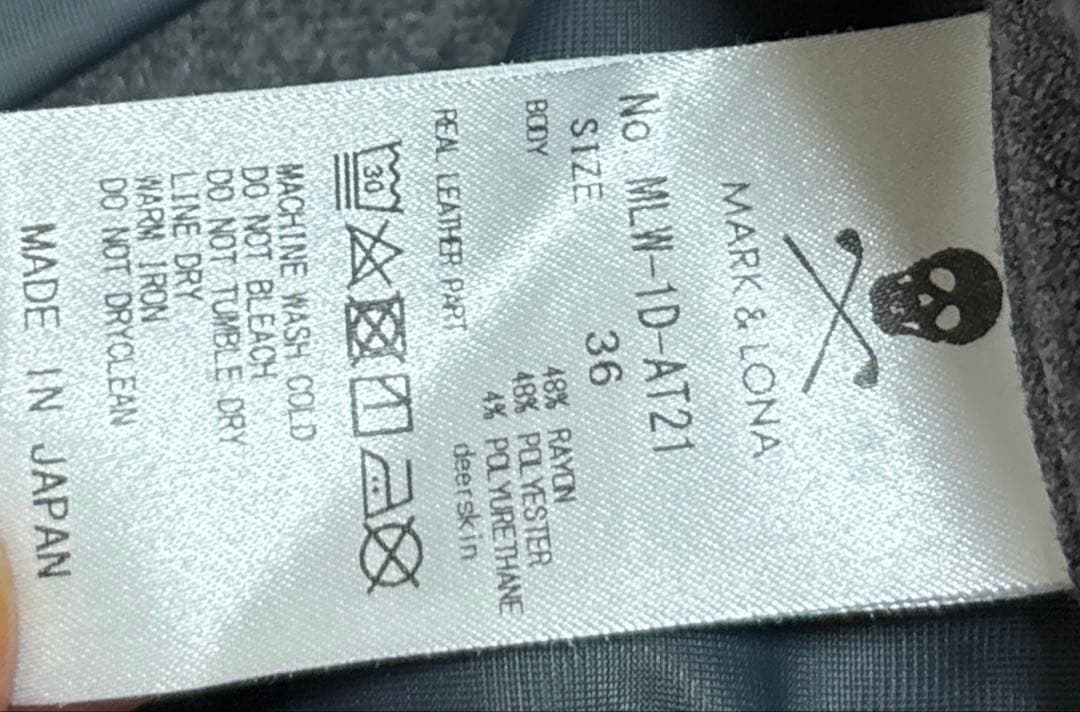 MARK & LONA
No. MLW-1D-AT21
SIZE 36
BODY 48% RAYON
48% POLYESTER
4% POLYURETHANE
REAL LEATHER PART deerskin
30
MACHINE WASH COLD
DO NOT BLEACH
DO NOT TUMBLE DRY
LINE DRY
WARM IRON
DO NOT DRYCLEAN
MADE IN JAPAN